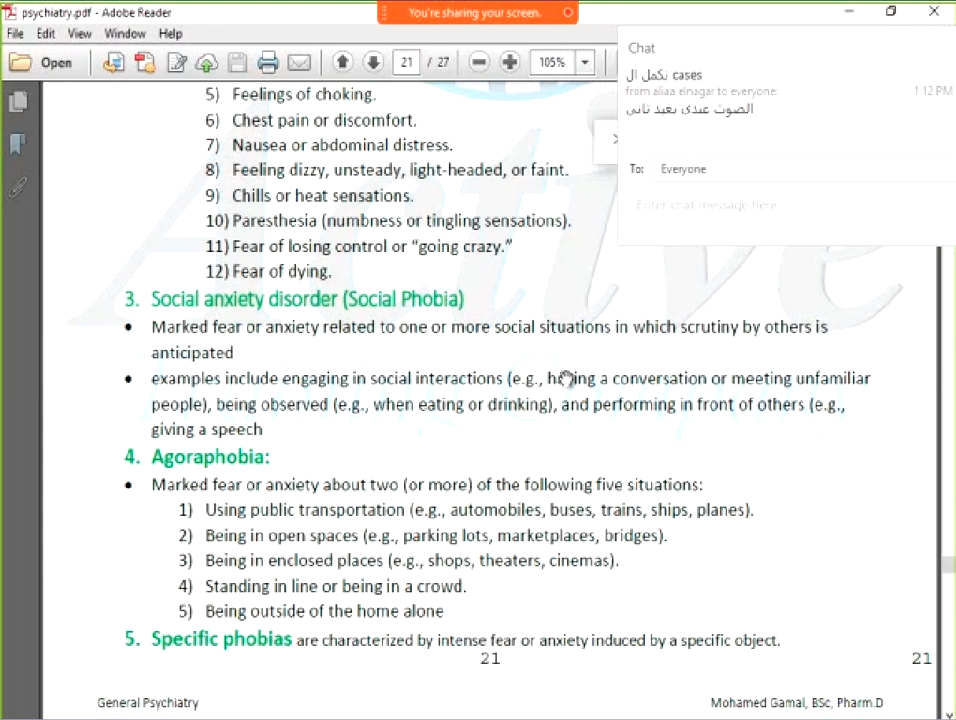 psychiatry.pdf - Adobe Reader
You're sharing your screen.
File Edit View Window Help
Open
21 / 27
105%
Chat
نكمل ال cases
from aliaa elnagar to everyone:
1:12 PM
الصوت عندى بعيد تانى
To: Everyone
Enter chat message here
5) Feelings of choking.
6) Chest pain or discomfort.
7) Nausea or abdominal distress.
8) Feeling dizzy, unsteady, light-headed, or faint.
9) Chills or heat sensations.
10) Paresthesia (numbness or tingling sensations).
11) Fear of losing control or “going crazy.”
12) Fear of dying.
3. Social anxiety disorder (Social Phobia)
• Marked fear or anxiety related to one or more social situations in which scrutiny by others is
anticipated
• examples include engaging in social interactions (e.g., having a conversation or meeting unfamiliar
people), being observed (e.g., when eating or drinking), and performing in front of others (e.g.,
giving a speech
4. Agoraphobia:
• Marked fear or anxiety about two (or more) of the following five situations:
1) Using public transportation (e.g., automobiles, buses, trains, ships, planes).
2) Being in open spaces (e.g., parking lots, marketplaces, bridges).
3) Being in enclosed places (e.g., shops, theaters, cinemas).
4) Standing in line or being in a crowd.
5) Being outside of the home alone
5. Specific phobias are characterized by intense fear or anxiety induced by a specific object.
21
21
General Psychiatry
Mohamed Gamal, BSc, Pharm.D
Active